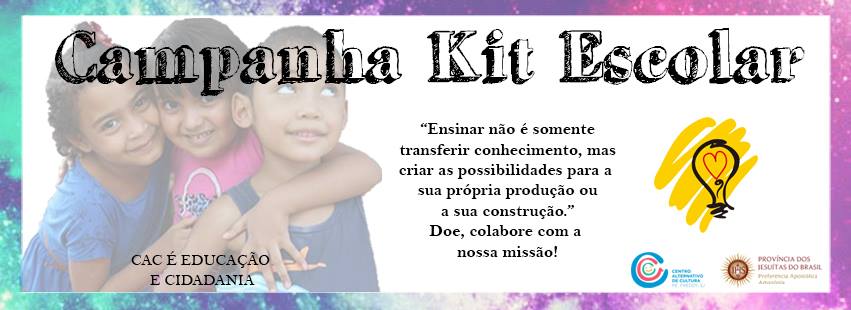 Campanha Kit Escolar
“Ensinar não é somente
transferir conhecimento, mas
criar as possibilidades para a
sua própria produção ou
a sua construção.”
Doe, colabore com a
nossa missão!
CAC É EDUCAÇÃO
E CIDADANIA
CENTRO
ALTERNATIVO
DE CULTURA
PROVÍNCIA DOS
JESUÍTAS DO BRASIL
Preferência Apostólica
Amazônia